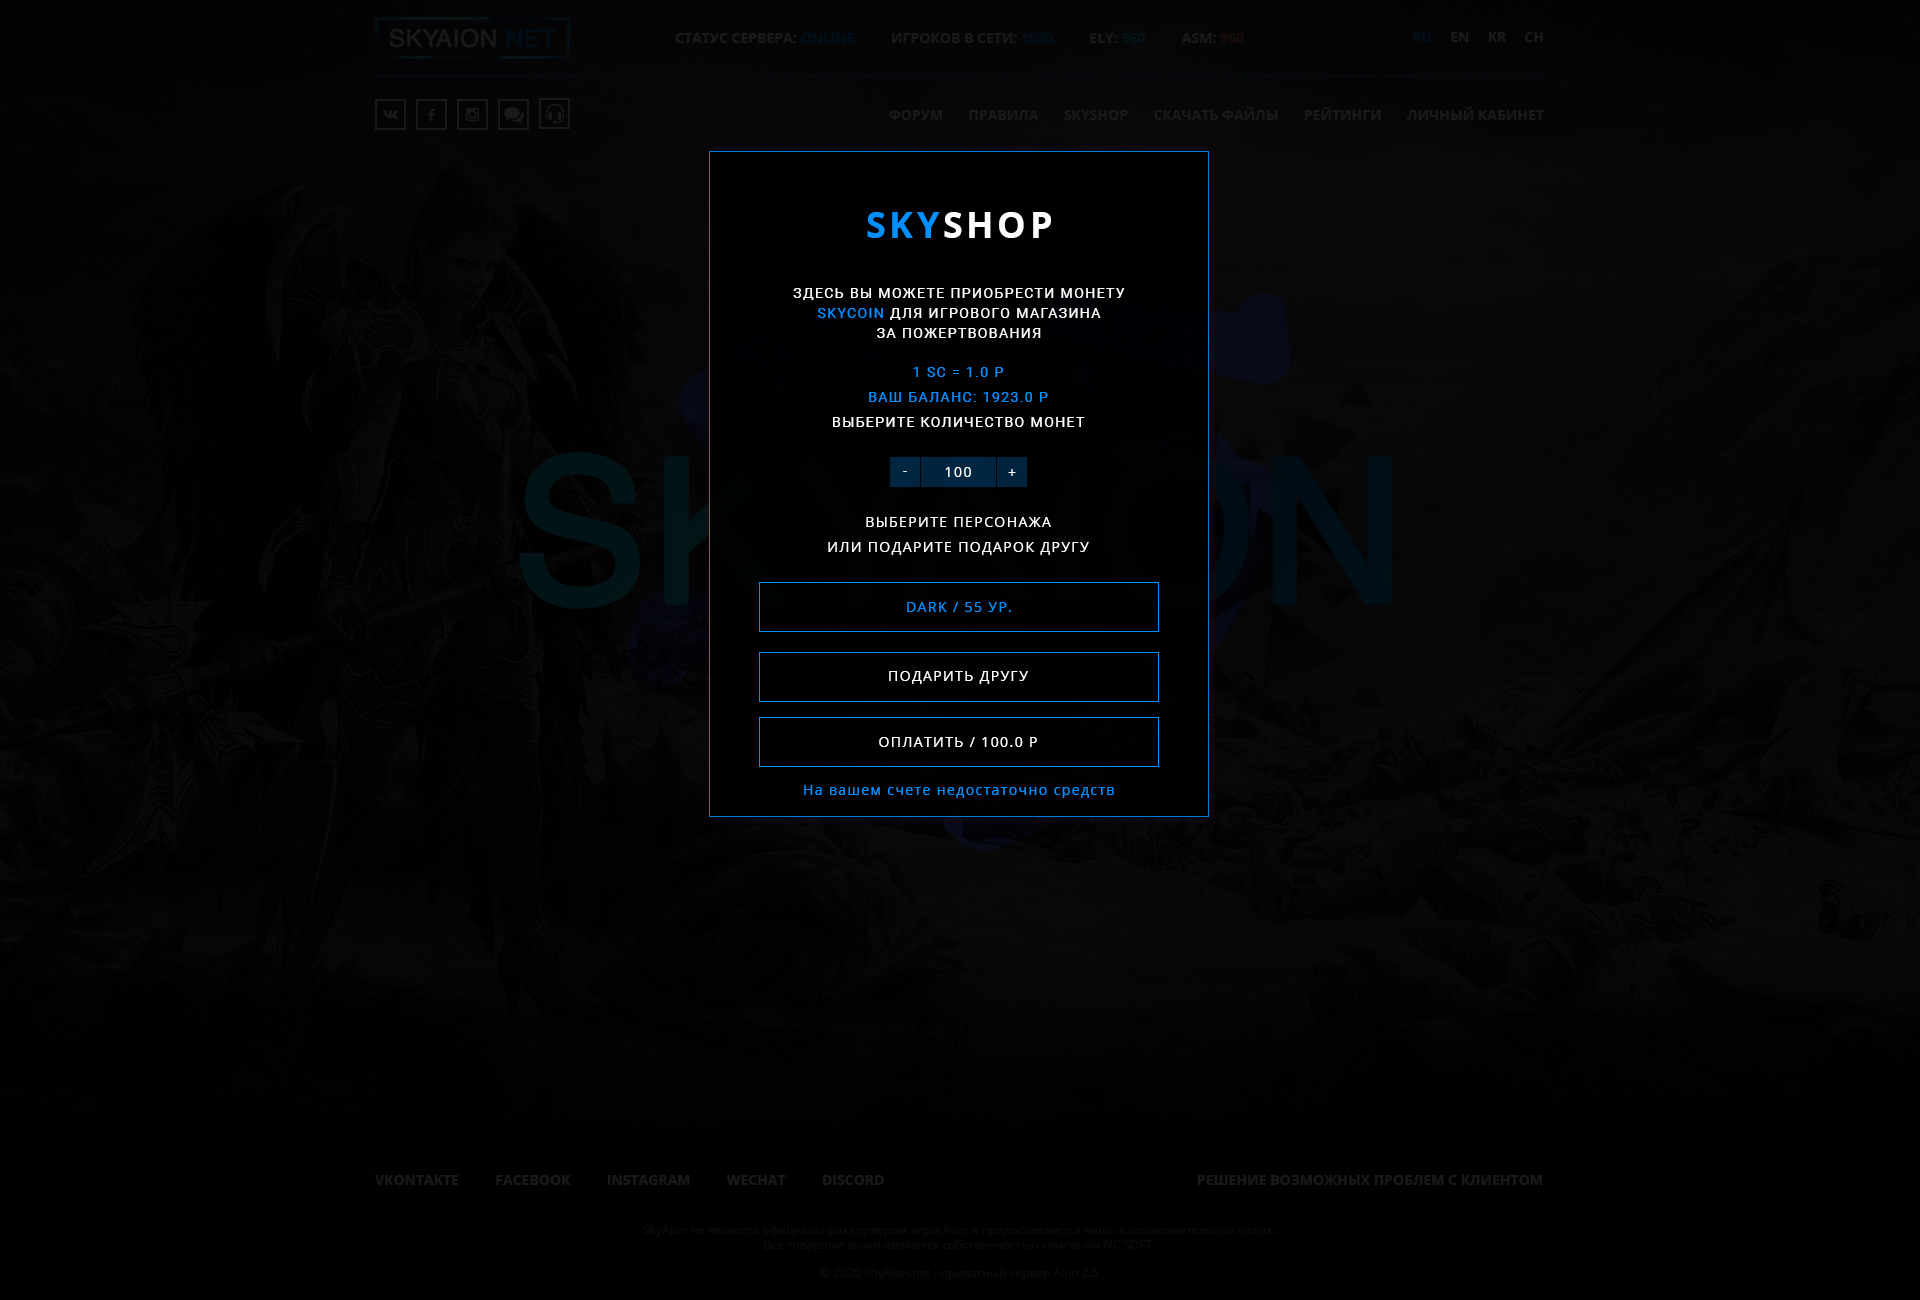 SKYAION.NET
СТАТУС СЕРВЕРА: ONLINE ИГРОКОВ В СЕТИ: 1920 ELY: 960 ASM: 960
RU EN KR CH
ФОРУМ ПРАВИЛА SKYSHOP СКАЧАТЬ ФАЙЛЫ РЕЙТИНГИ ЛИЧНЫЙ КАБИНЕТ
SKYSHOP
ЗДЕСЬ ВЫ МОЖЕТЕ ПРИОБРЕСТИ МОНЕТУ
SKYCOIN ДЛЯ ИГРОВОГО МАГАЗИНА
ЗА ПОЖЕРТВОВАНИЯ
1 SC = 1.0 Р
ВАШ БАЛАНС: 1923.0 Р
ВЫБЕРИТЕ КОЛИЧЕСТВО МОНЕТ
- 100 +
ВЫБЕРИТЕ ПЕРСОНАЖА
ИЛИ ПОДАРИТЕ ПОДАРОК ДРУГУ
DARK / 55 УР.
ПОДАРИТЬ ДРУГУ
ОПЛАТИТЬ / 100.0 Р
На вашем счете недостаточно средств
VKONTAKTE FACEBOOK INSTAGRAM WECHAT DISCORD
РЕШЕНИЕ ВОЗМОЖНЫХ ПРОБЛЕМ С КЛИЕНТОМ
SkyAion не является официальным сервером игры Aion и предоставляется лишь в ознакомительных целях.
Все товарные знаки являются собственностью компании NC SOFT
© 2020 ShyAion.net - приватный сервер Aion 2.5